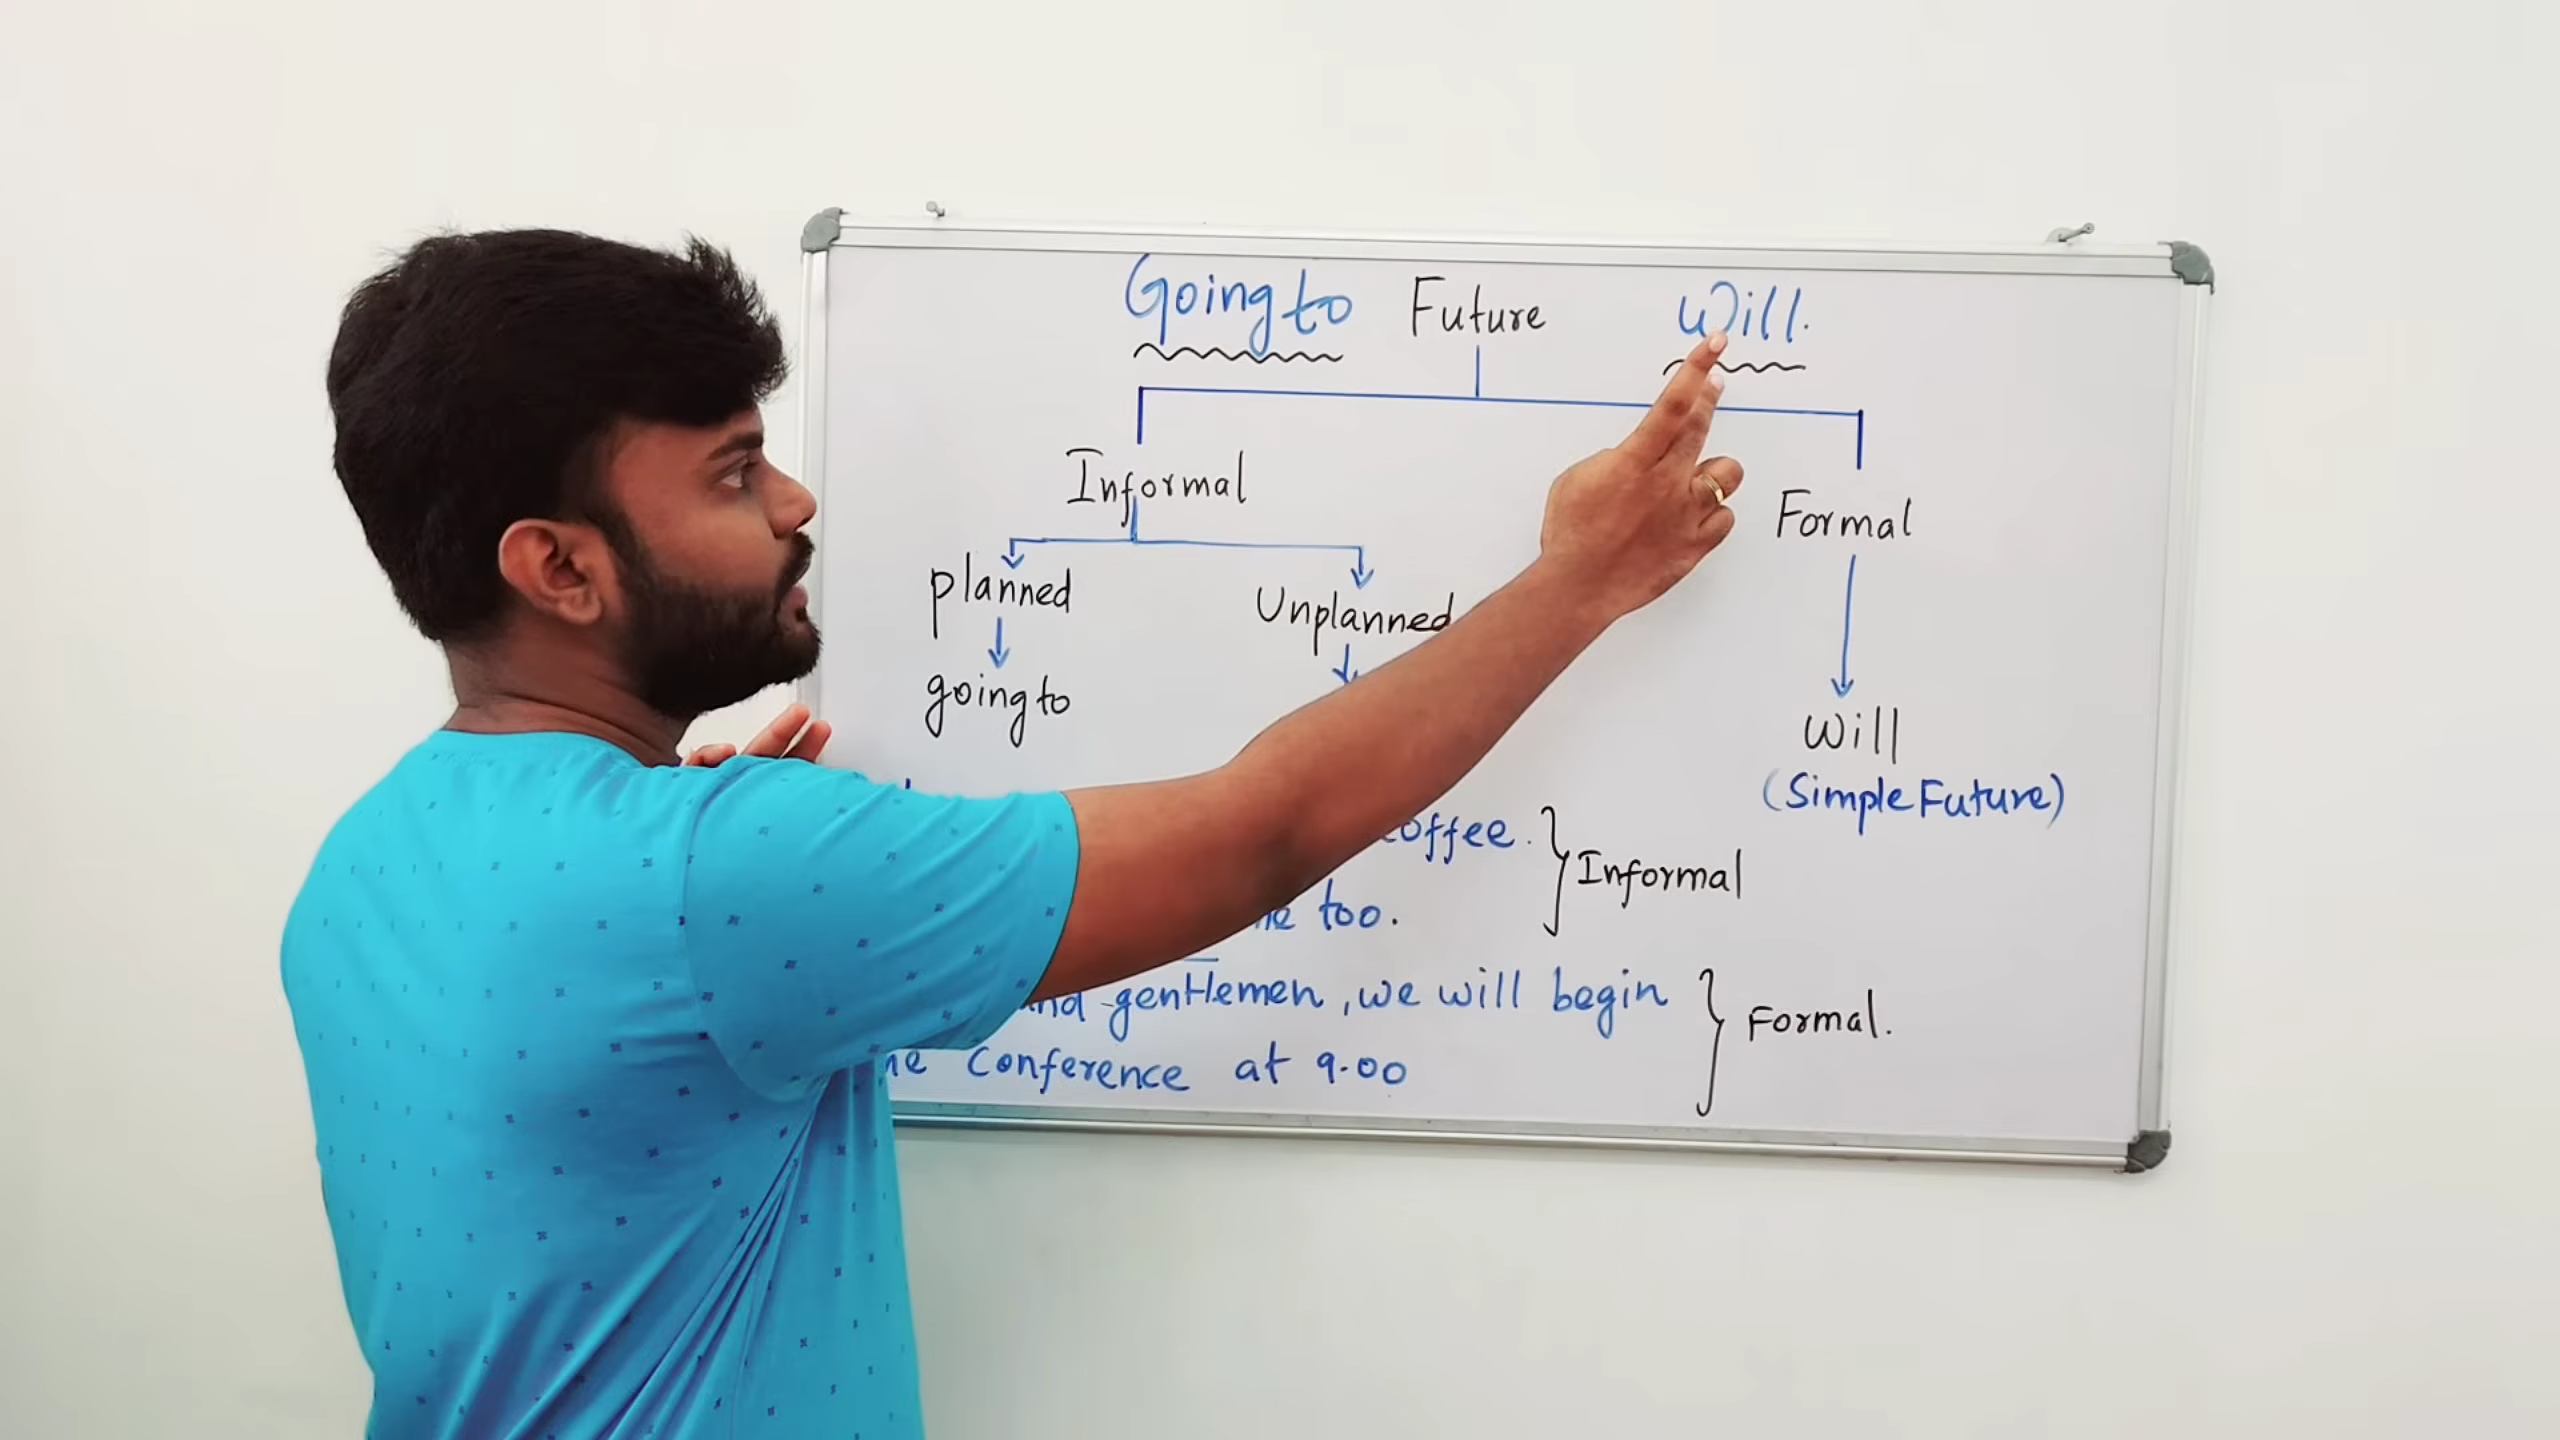 Going to Future Will.
Informal
Formal
planned
Unplanned
going to
Will
(Simple Future)
coffee.
Informal
too.
gentlemen, we will begin
Formal.
Conference at 9.00